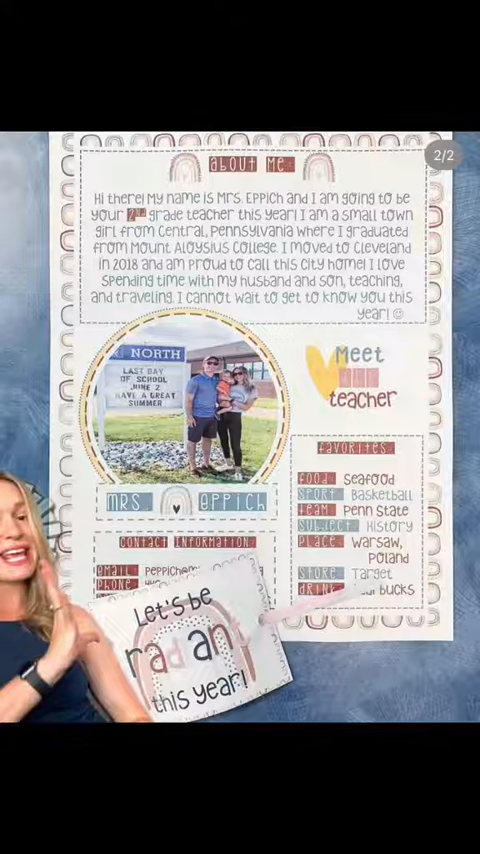 2/2
about me
Hi there! My name is Mrs. Eppich and I am going to be
your 2nd grade teacher this year! I am a small town
girl from Central, Pennsylvania where I graduated
from Mount Aloysius College. I moved to Cleveland
in 2018 and am proud to call this City home! I love
spending time with my husband and son, teaching,
and traveling. I cannot wait to get to know you this
year! ☺
NORTH
LAST DAY
OF SCHOOL
JUNE 2
HAVE A GREAT
SUMMER
Meet
teacher
Mrs. Eppich
favorites
food: Seafood
sport: Basketball
team: Penn State
subject: History
place: Warsaw,
Poland
store: Target
drink:
contact information
email: Eppich@
phone:
Let's be
radiant
this year!